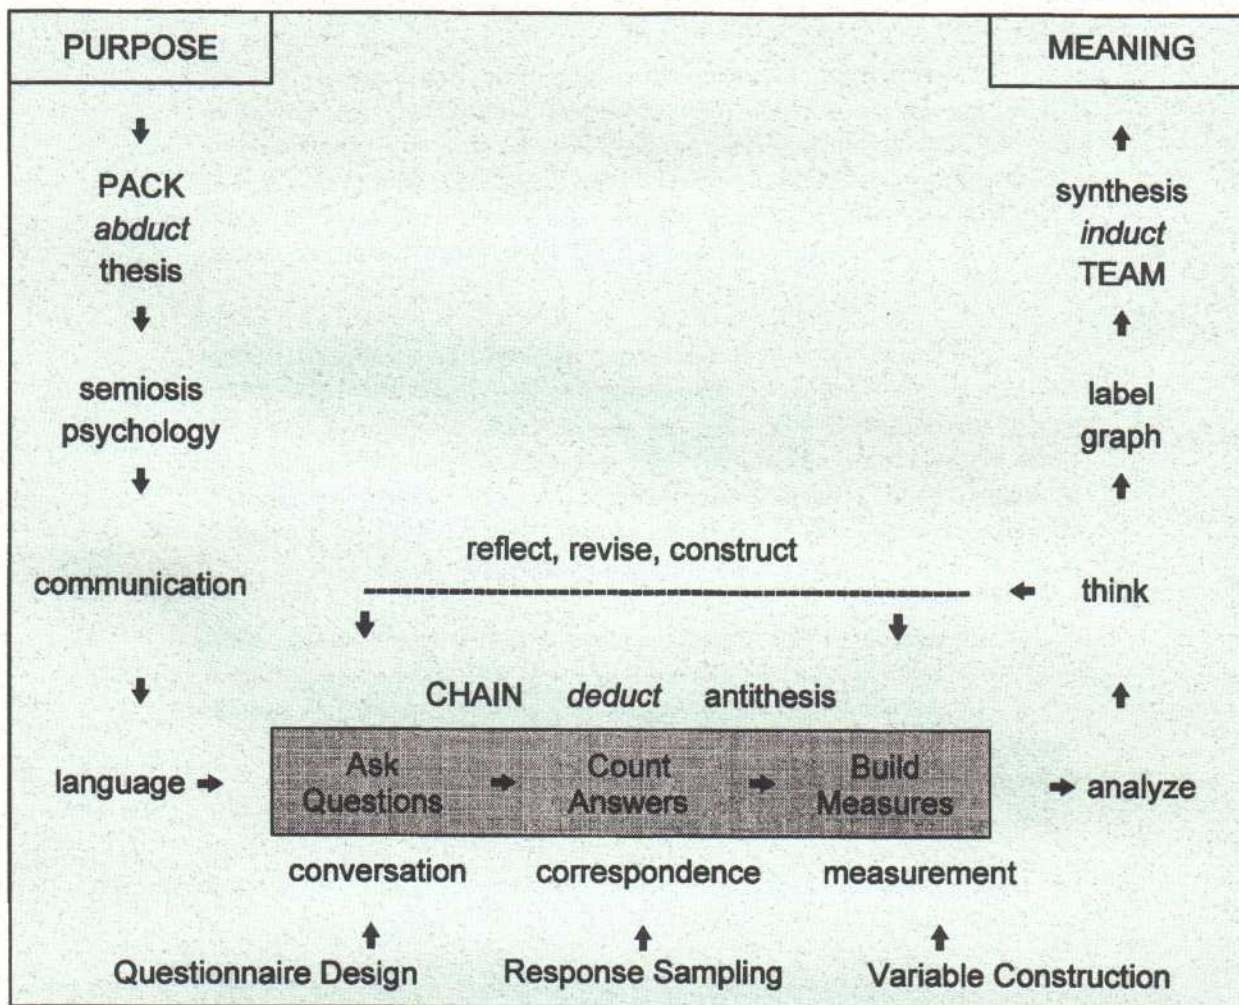 PURPOSE
MEANING
PACK
abduct
thesis
synthesis
induct
TEAM
semiosis
psychology
label
graph
reflect, revise, construct
communication
think
CHAIN deduct antithesis
language
Ask
Questions
Count
Answers
Build
Measures
analyze
conversation correspondence measurement
Questionnaire Design Response Sampling Variable Construction